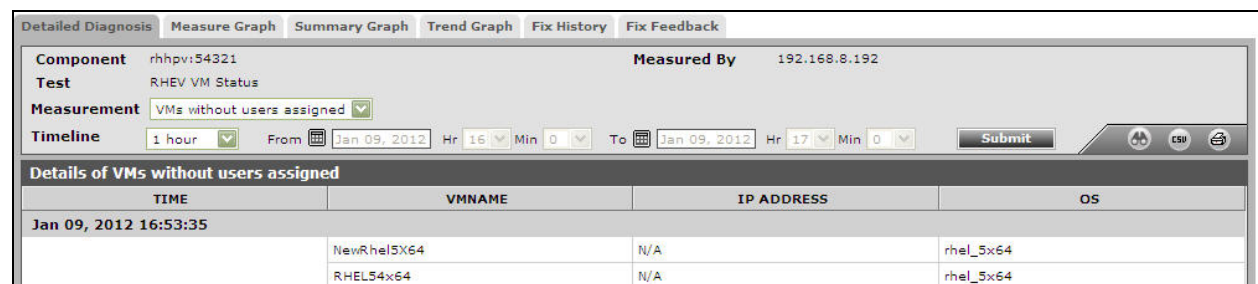 Detailed Diagnosis Measure Graph Summary Graph Trend Graph Fix History Fix Feedback
Component rhhpv:54321 Measured By 192.168.8.192
Test RHEV VM Status
Measurement VMs without users assigned
Timeline 1 hour From Jan 09, 2012 Hr 16 Min 0 To Jan 09, 2012 Hr 17 Min 0 Submit CSV
Details of VMs without users assigned
TIME VMNAME IP ADDRESS OS
Jan 09, 2012 16:53:35
NewRhel5X64 N/A rhel_5x64
RHEL54x64 N/A rhel_5x64